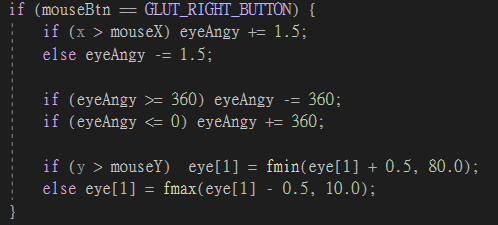 if (mouseBtn == GLUT_RIGHT_BUTTON) {
if (x > mouseX) eyeAngy += 1.5;
else eyeAngy -= 1.5;
if (eyeAngy >= 360) eyeAngy -= 360;
if (eyeAngy <= 0) eyeAngy += 360;
if (y > mouseY)  eye[1] = fmin(eye[1] + 0.5, 80.0);
else eye[1] = fmax(eye[1] - 0.5, 10.0);
}